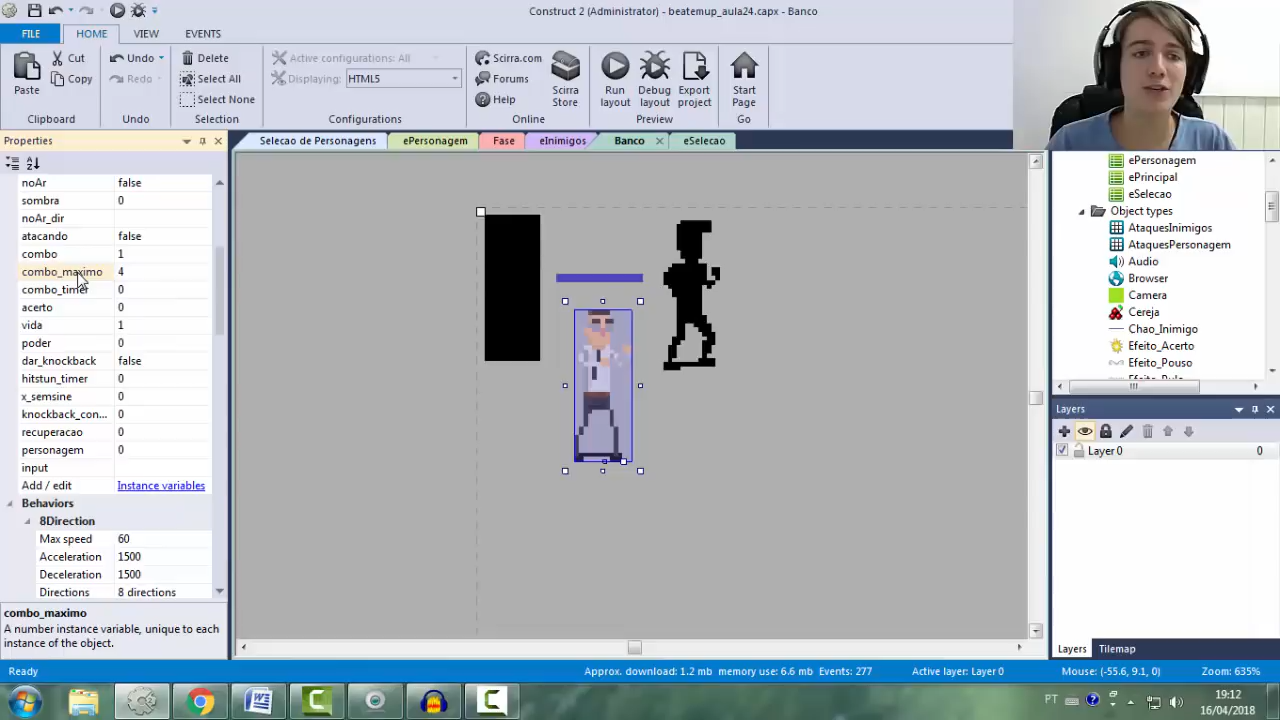 Construct 2 (Administrator) - beatemup_aula24.capx - Banco
FILE HOME VIEW EVENTS
Paste
Cut
Copy
Clipboard
Undo
Redo
Undo
Delete
Select All
Select None
Selection
Active configurations: All
Displaying: HTML5
Configurations
Scirra.com
Forums
Help
Scirra Store
Online
Run layout
Debug layout
Export project
Preview
Start Page
Go
Properties
Selecao de Personagens ePersonagem Fase eInimigos Banco eSelecao
noAr false
sombra 0
noAr_dir
atacando false
combo 1
combo_maximo 4
combo_timer 0
acerto 0
vida 1
poder 0
dar_knockback false
hitstun_timer 0
x_semsine 0
knockback_con... 0
recuperacao 0
personagem 0
input
Add / edit Instance variables
Behaviors
8Direction
Max speed 60
Acceleration 1500
Deceleration 1500
Directions 8 directions
combo_maximo
A number instance variable, unique to each
instance of the object.
ePersonagem
ePrincipal
eSelecao
Object types
AtaquesInimigos
AtaquesPersonagem
Audio
Browser
Camera
Cereja
Chao_Inimigo
Efeito_Acerto
Efeito_Pouso
Layers
Layer 0 0
Layers Tilemap
Ready Approx. download: 1.2 mb memory use: 6.6 mb Events: 277 Active layer: Layer 0 Mouse: (-55.6, 9.1, 0) Zoom: 635%
PT
19:12
16/04/2018